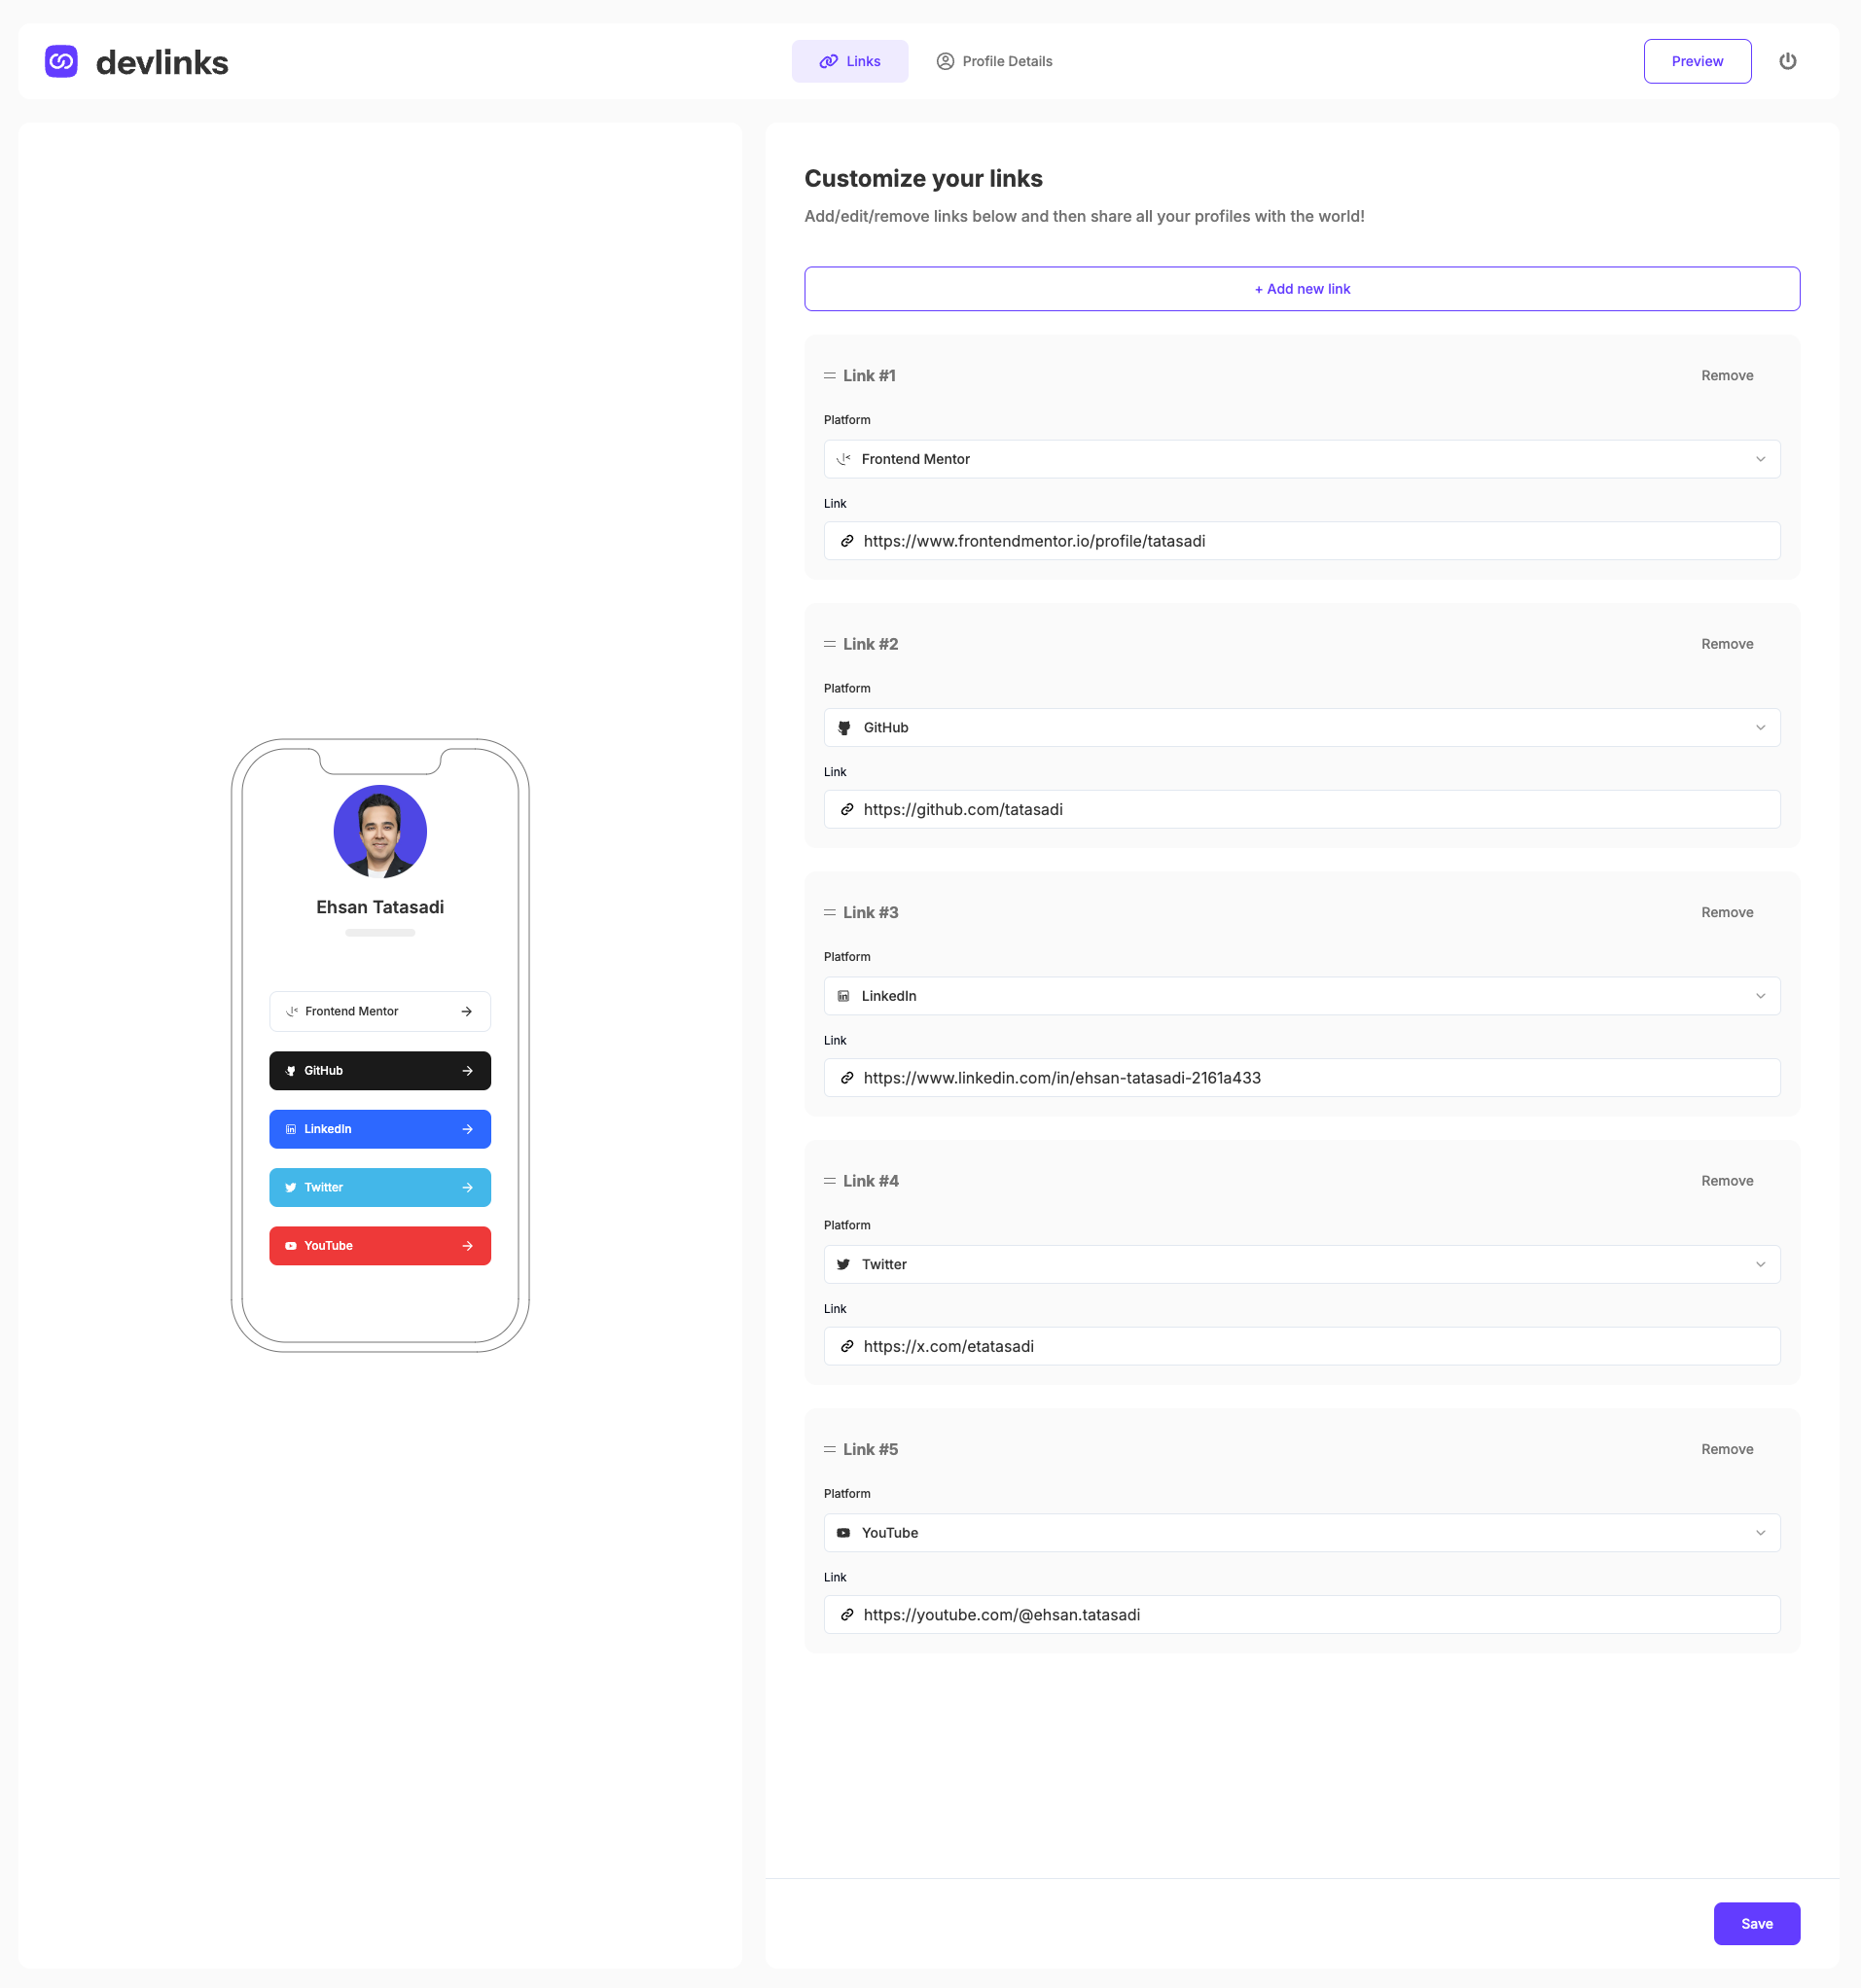 devlinks
Links
Profile Details
Preview
Ehsan Tatasadi
Frontend Mentor
GitHub
LinkedIn
Twitter
YouTube
Customize your links
Add/edit/remove links below and then share all your profiles with the world!
+ Add new link
Link #1
Remove
Platform
Frontend Mentor
Link
https://www.frontendmentor.io/profile/tatasadi
Link #2
Remove
Platform
GitHub
Link
https://github.com/tatasadi
Link #3
Remove
Platform
LinkedIn
Link
https://www.linkedin.com/in/ehsan-tatasadi-2161a433
Link #4
Remove
Platform
Twitter
Link
https://x.com/etatasadi
Link #5
Remove
Platform
YouTube
Link
https://youtube.com/@ehsan.tatasadi
Save